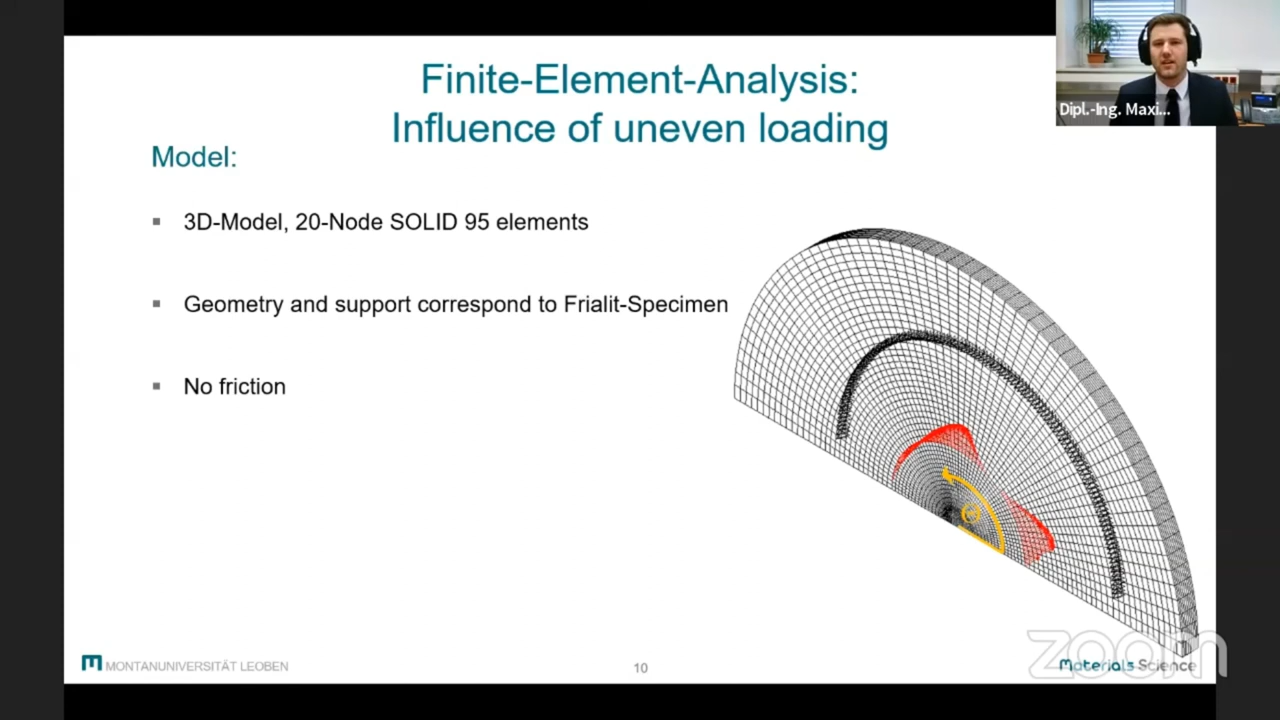 Finite-Element-Analysis:
Influence of uneven loading
Dipl.-Ing. Maxi...
Model:
▪ 3D-Model, 20-Node SOLID 95 elements
▪ Geometry and support correspond to Frialit-Specimen
▪ No friction
Θ
MONTANUNIVERSITÄT LEOBEN
10
Materials Science
zoom